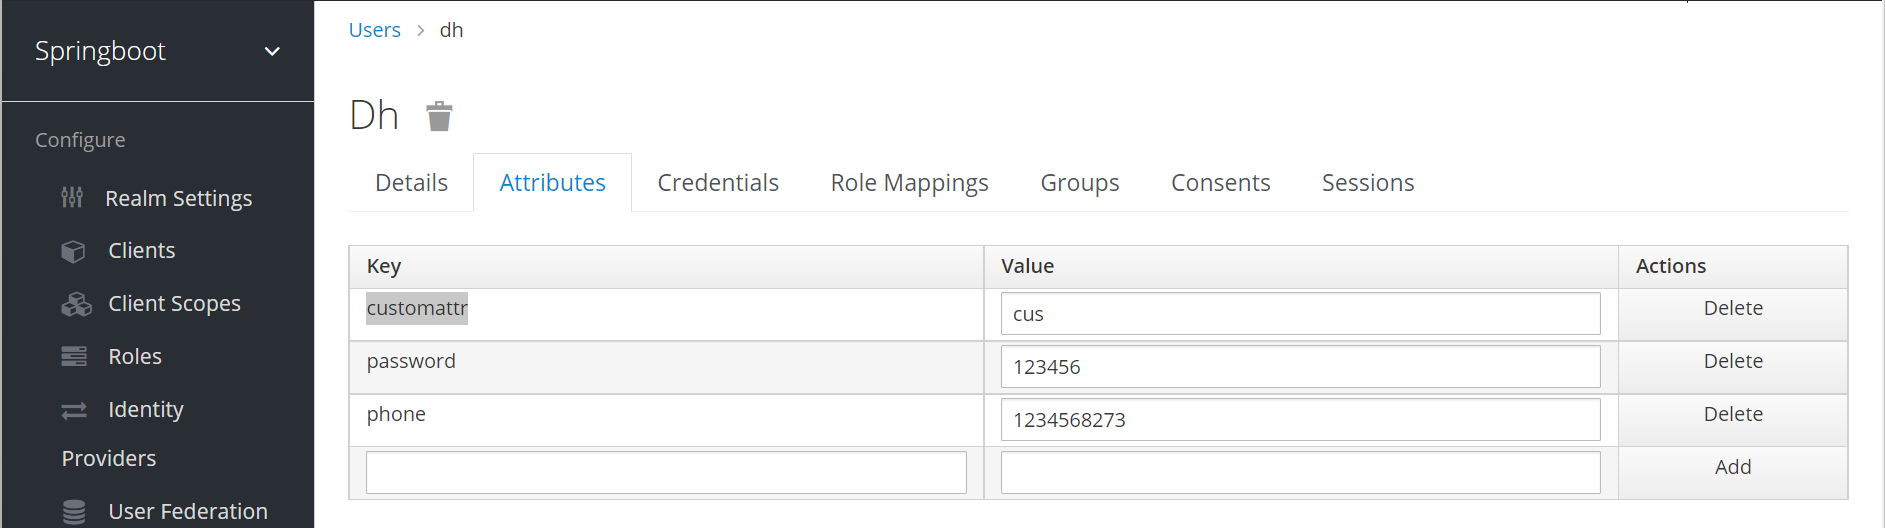 Springboot
Configure
Realm Settings
Clients
Client Scopes
Roles
Identity
Providers
User Federation
Users > dh
Dh
Details Attributes Credentials Role Mappings Groups Consents Sessions
Key Value Actions
customattr cus Delete
password 123456 Delete
phone 1234568273 Delete
Add